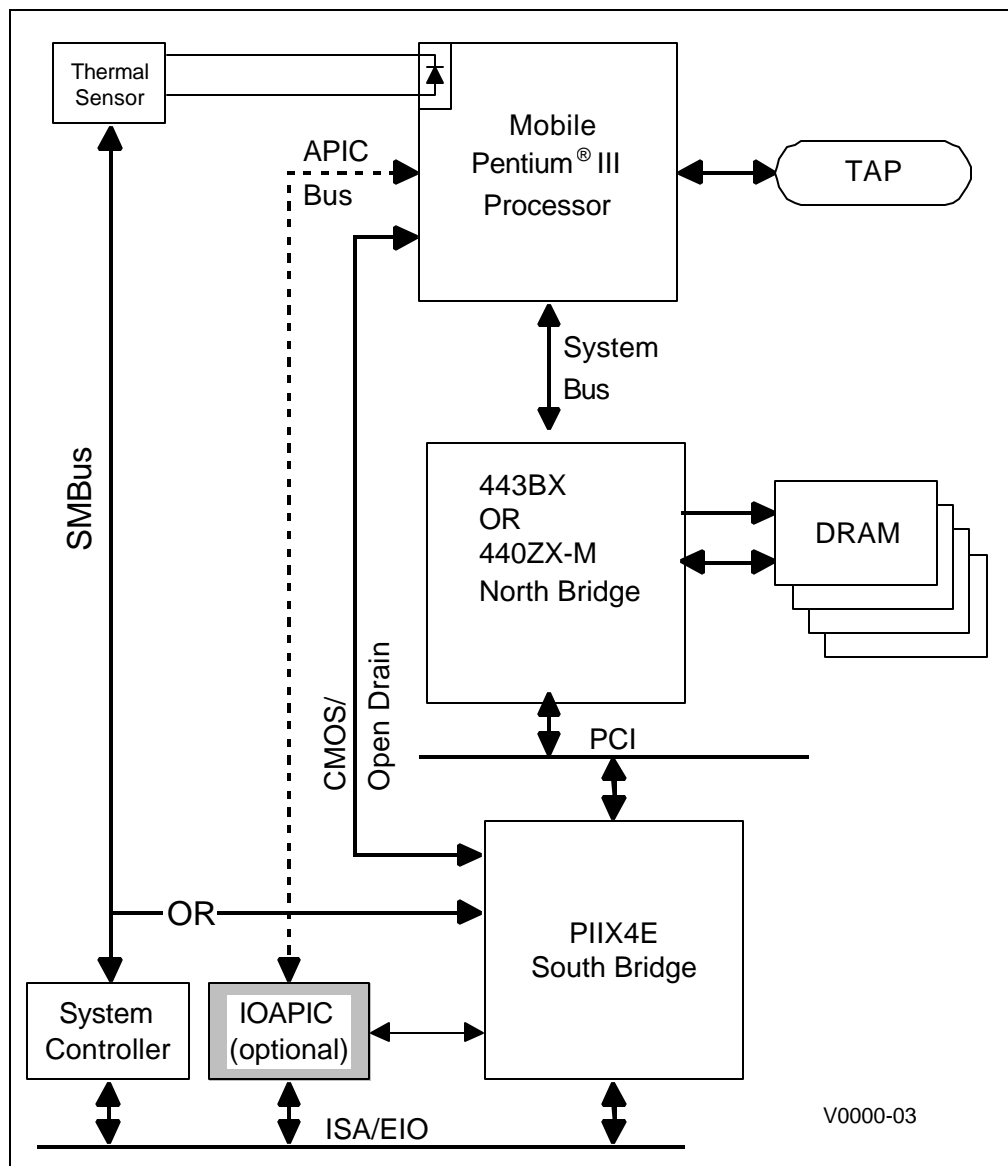 Thermal
Sensor
APIC
Bus
Mobile
Pentium® III
Processor
TAP
System
Bus
SMBus
443BX
OR
440ZX-M
North Bridge
DRAM
CMOS/
Open Drain
PCI
OR
PIIX4E
South Bridge
System
Controller
IOAPIC
(optional)
ISA/EIO
V0000-03